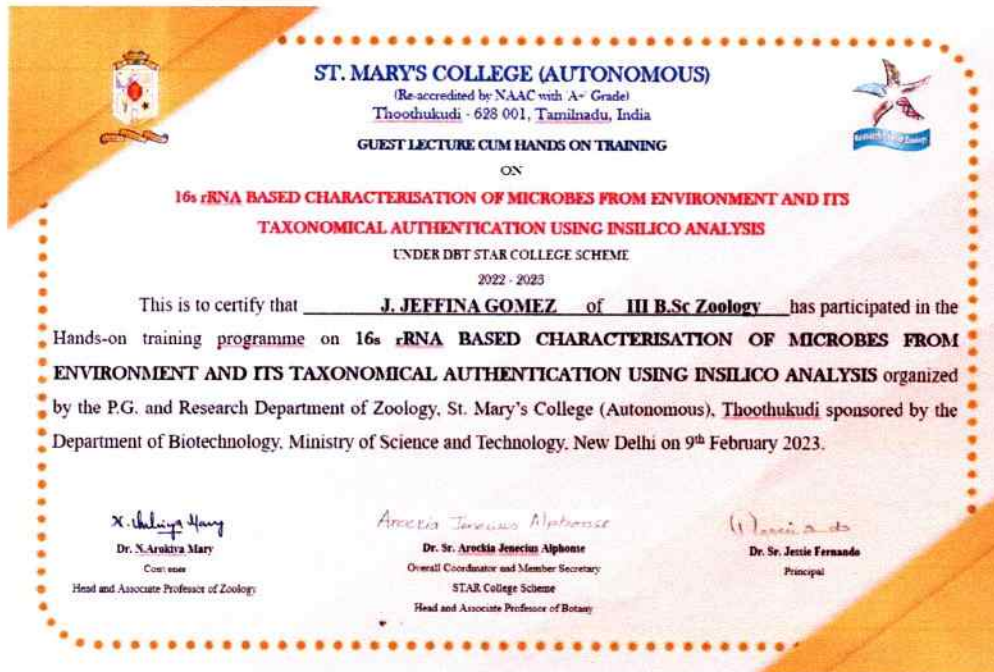 ST. MARY'S COLLEGE (AUTONOMOUS)
(Re-accredited by NAAC with 'A+' Grade)
Thoothukudi - 628 001, Tamilnadu, India
GUEST LECTURE CUM HANDS ON TRAINING
ON
16s rRNA BASED CHARACTERISATION OF MICROBES FROM ENVIRONMENT AND ITS
TAXONOMICAL AUTHENTICATION USING INSILICO ANALYSIS
UNDER DBT STAR COLLEGE SCHEME
2022 - 2023
This is to certify that J. JEFFINA GOMEZ of III B.Sc Zoology has participated in the
Hands-on training programme on 16s rRNA BASED CHARACTERISATION OF MICROBES FROM
ENVIRONMENT AND ITS TAXONOMICAL AUTHENTICATION USING INSILICO ANALYSIS organized
by the P.G. and Research Department of Zoology, St. Mary's College (Autonomous), Thoothukudi sponsored by the
Department of Biotechnology, Ministry of Science and Technology, New Delhi on 9th February 2023.
Arockia Jenecius Alphonse
Dr. N.Arokiya Mary
Convener
Head and Associate Professor of Zoology
Dr. Sr. Arockia Jenecius Alphonse
Overall Coordinator and Member Secretary
STAR College Scheme
Head and Associate Professor of Botany
Dr. Sr. Jessie Fernando
Principal